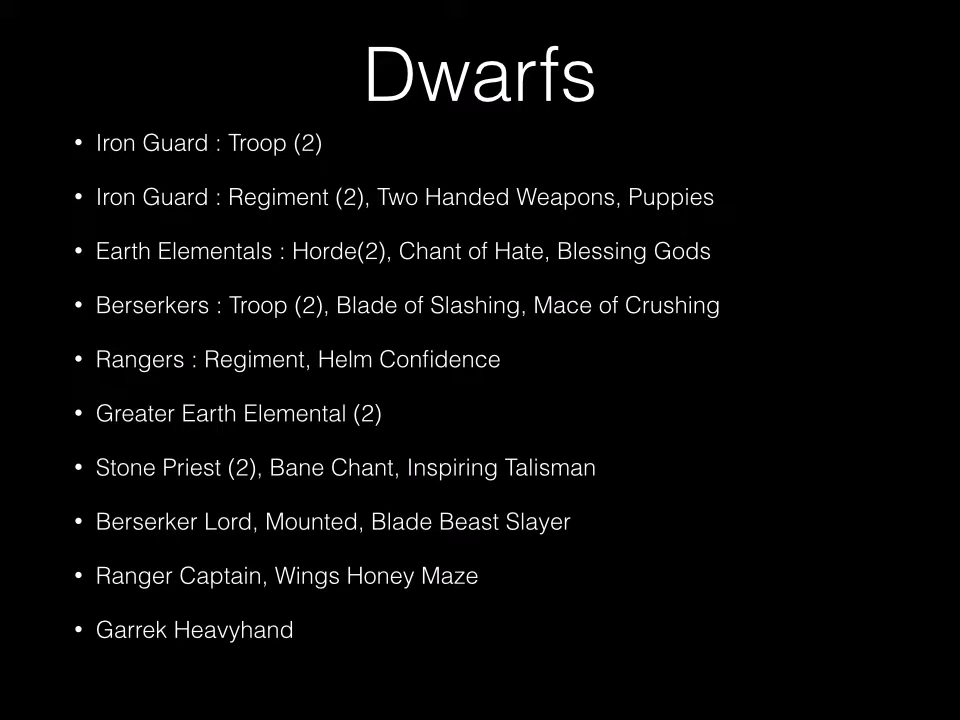 Dwarfs
• Iron Guard : Troop (2)
• Iron Guard : Regiment (2), Two Handed Weapons, Puppies
• Earth Elementals : Horde(2), Chant of Hate, Blessing Gods
• Berserkers : Troop (2), Blade of Slashing, Mace of Crushing
• Rangers : Regiment, Helm Confidence
• Greater Earth Elemental (2)
• Stone Priest (2), Bane Chant, Inspiring Talisman
• Berserker Lord, Mounted, Blade Beast Slayer
• Ranger Captain, Wings Honey Maze
• Garrek Heavyhand